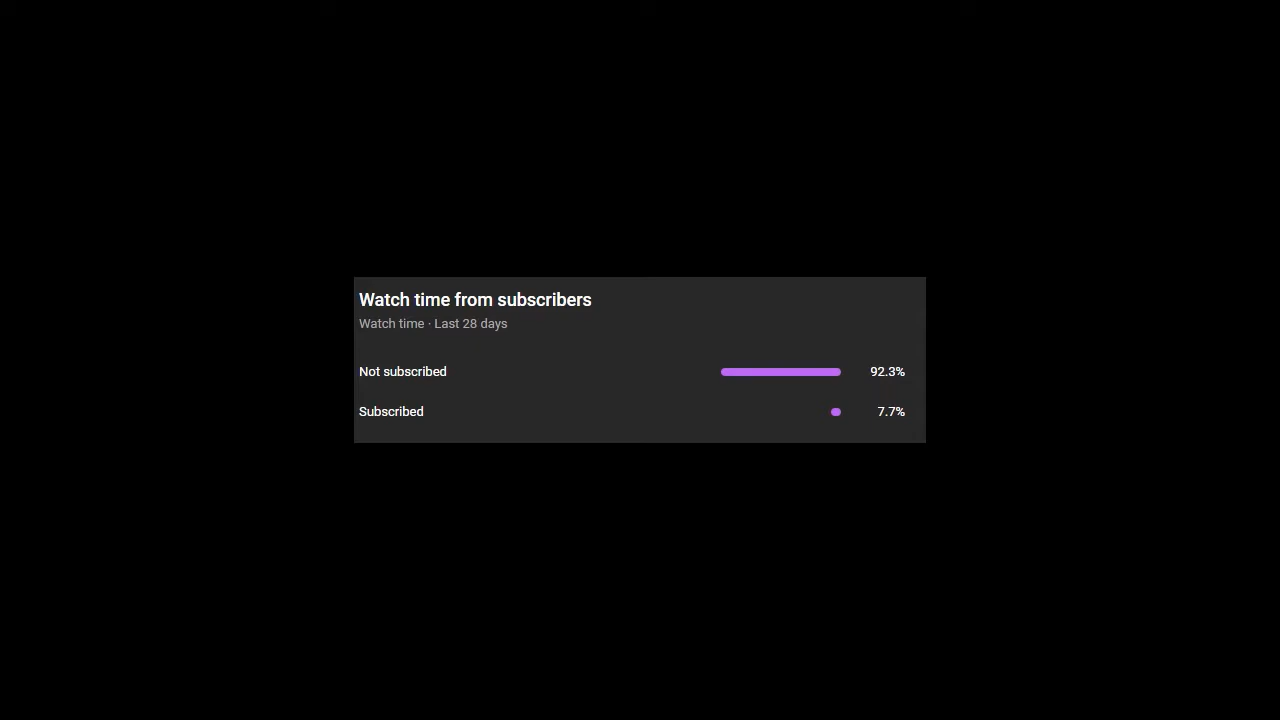 Watch time from subscribers
Watch time · Last 28 days
Not subscribed 92.3%
Subscribed 7.7%